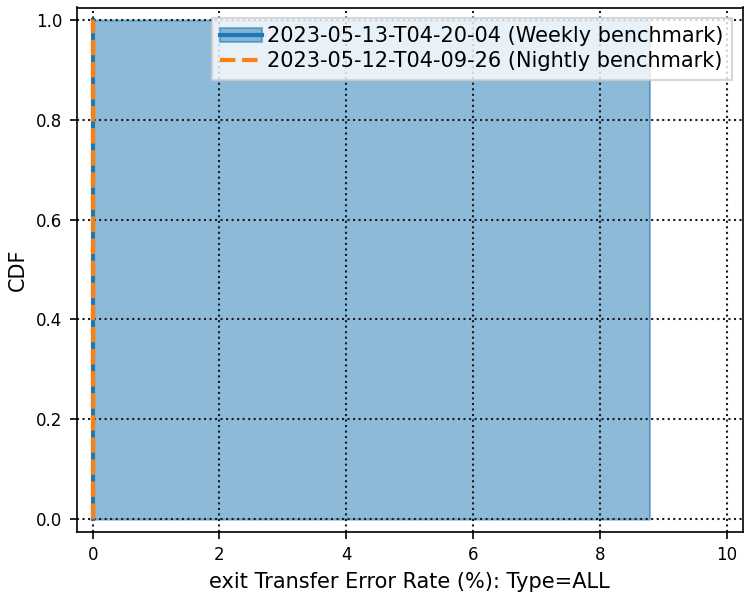 2023-05-13-T04-20-04 (Weekly benchmark)
2023-05-12-T04-09-26 (Nightly benchmark)
1.0
0.8
0.6
0.4
0.2
0.0
CDF
0 2 4 6 8 10
exit Transfer Error Rate (%): Type=ALL